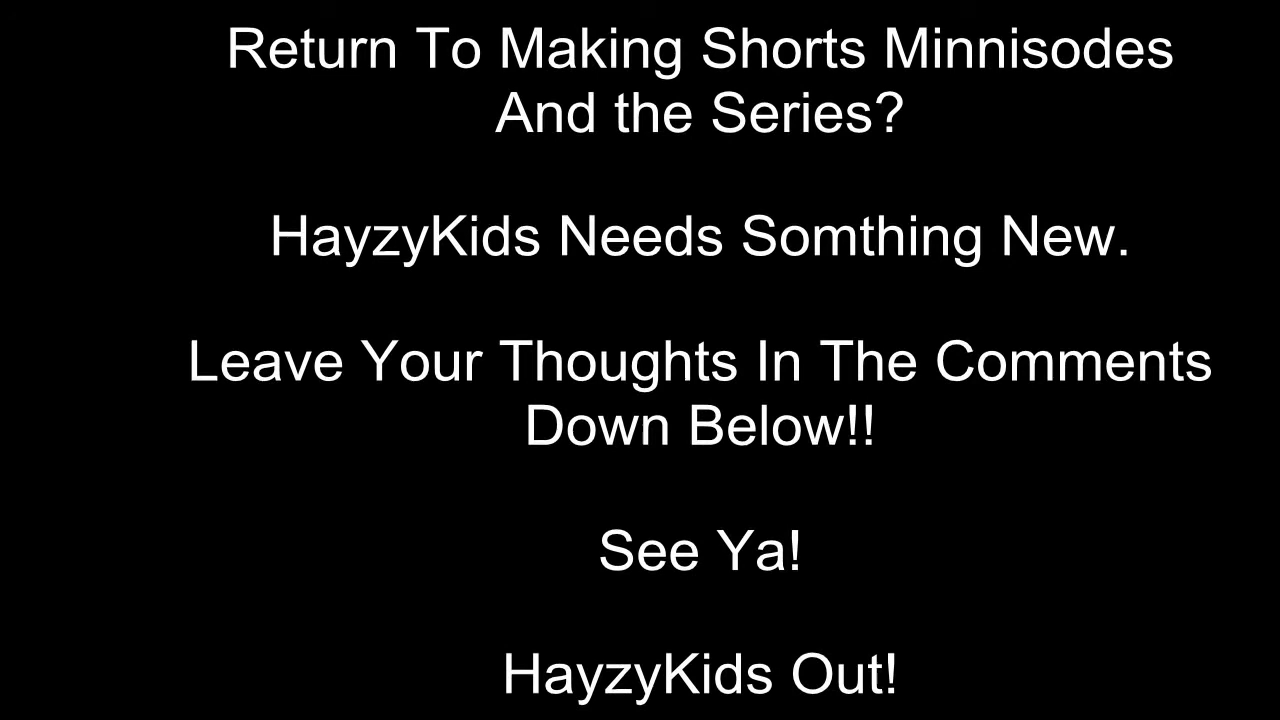 Return To Making Shorts Minnisodes
And the Series?
HayzyKids Needs Somthing New.
Leave Your Thoughts In The Comments
Down Below!!
See Ya!
HayzyKids Out!